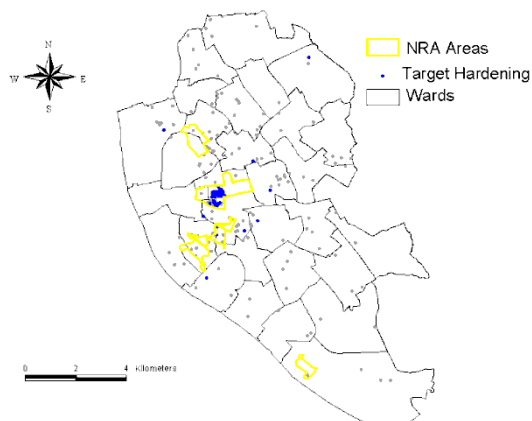 N
W E
S
NRA Areas
Target Hardening
Wards
0 2 4 Kilometers